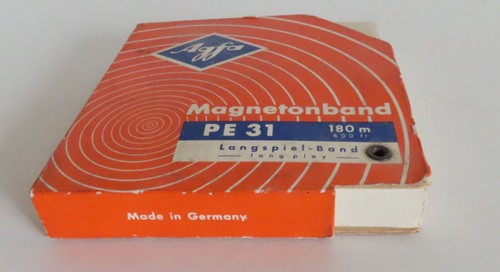 Agfa
Magnetonband
PE 31 180 m
600 ft
Langspiel-Band
long play
Made in Germany